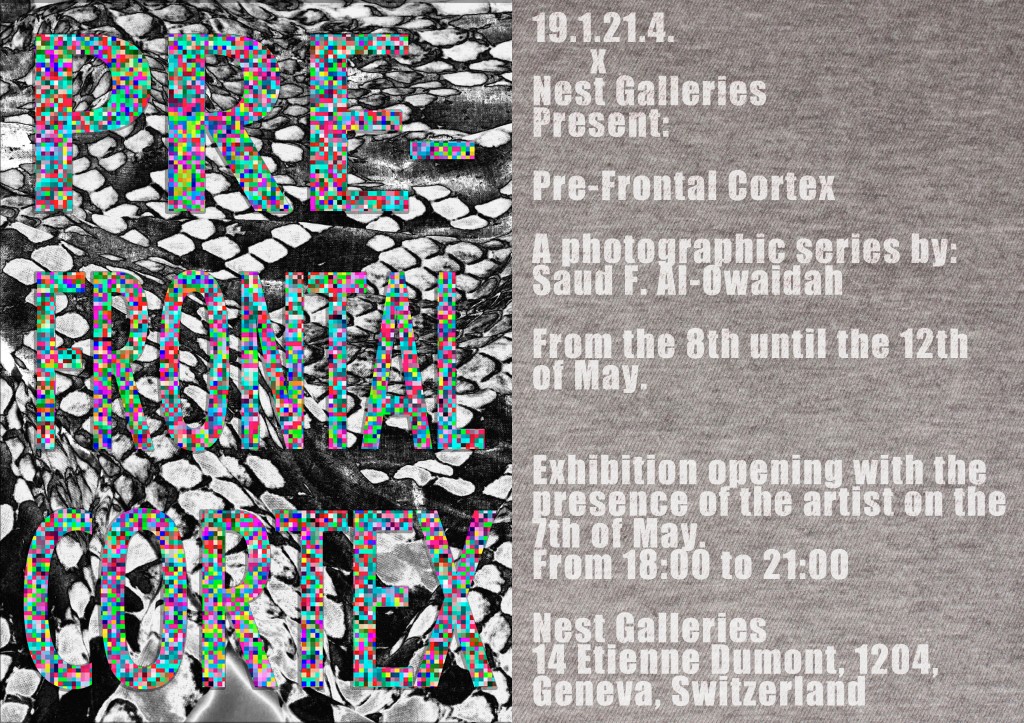 PRE-
FRONTAL
CORTEX
19.1.21.4.
x
Nest Galleries
Present:
Pre-Frontal Cortex
A photographic series by:
Saud F. Al-Owaidah
From the 8th until the 12th
of May.
Exhibition opening with the
presence of the artist on the
7th of May.
From 18:00 to 21:00
Nest Galleries
14 Etienne Dumont, 1204,
Geneva, Switzerland